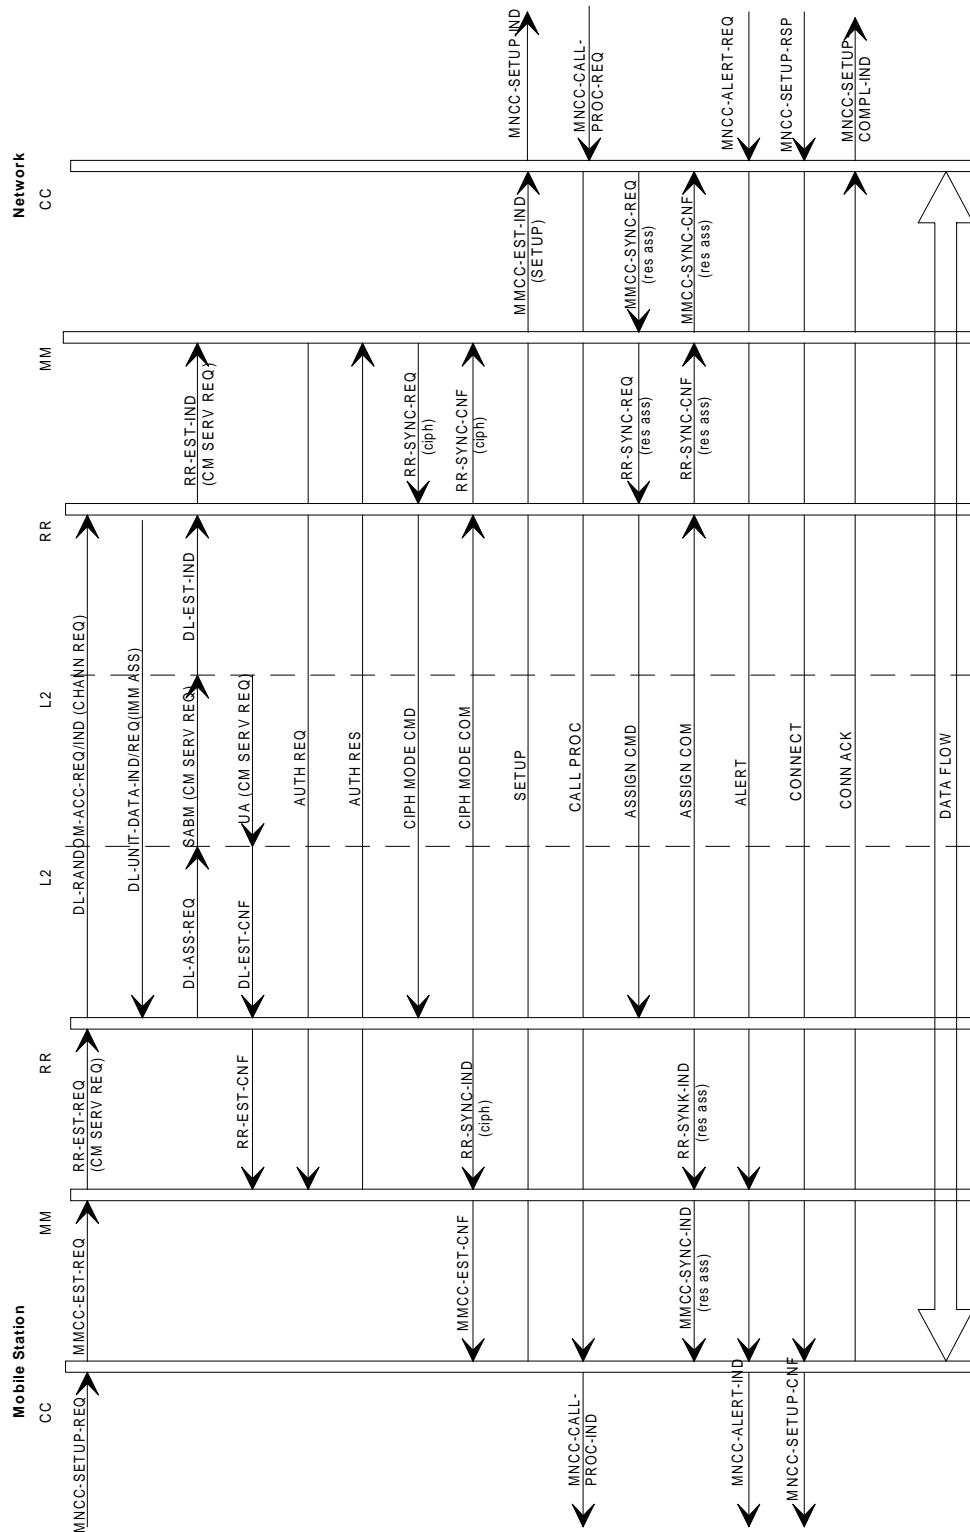 Mobile Station
Network
CC
MM
RR
L2
L2
RR
MM
CC
MNCC-SETUP-REQ
MMCC-EST-REQ
RR-EST-REQ
(CM SERV REQ)
DL-RANDOM-ACC-REQ/IND (CHANN REQ)
DL-UNIT-DATA-IND/REQ(IMM ASS)
DL-ASS-REQ
SABM (CM SERV REQ)
DL-EST-IND
RR-EST-IND
(CM SERV REQ)
RR-EST-CNF
DL-EST-CNF
UA (CM SERV REQ)
AUTH REQ
AUTH RES
CIPH MODE CMD
RR-SYNC-REQ
(ciph)
MMCC-EST-CNF
RR-SYNC-IND
(ciph)
CIPH MODE COM
RR-SYNC-CNF
(ciph)
SETUP
MMCC-EST-IND
(SETUP)
MNCC-SETUP-IND
MNCC-CALL-
PROC-IND
CALL PROC
MNCC-CALL-
PROC-REQ
ASSIGN CMD
RR-SYNC-REQ
(res ass)
MMCC-SYNC-REQ
(res ass)
MMCC-SYNC-IND
(res ass)
RR-SYNK-IND
(res ass)
ASSIGN COM
RR-SYNC-CNF
(res ass)
MMCC-SYNC-CNF
(res ass)
MNCC-ALERT-IND
ALERT
MNCC-ALERT-REQ
MNCC-SETUP-CNF
CONNECT
MNCC-SETUP-RSP
CONN ACK
MNCC-SETUP-
COMPL-IND
DATA FLOW